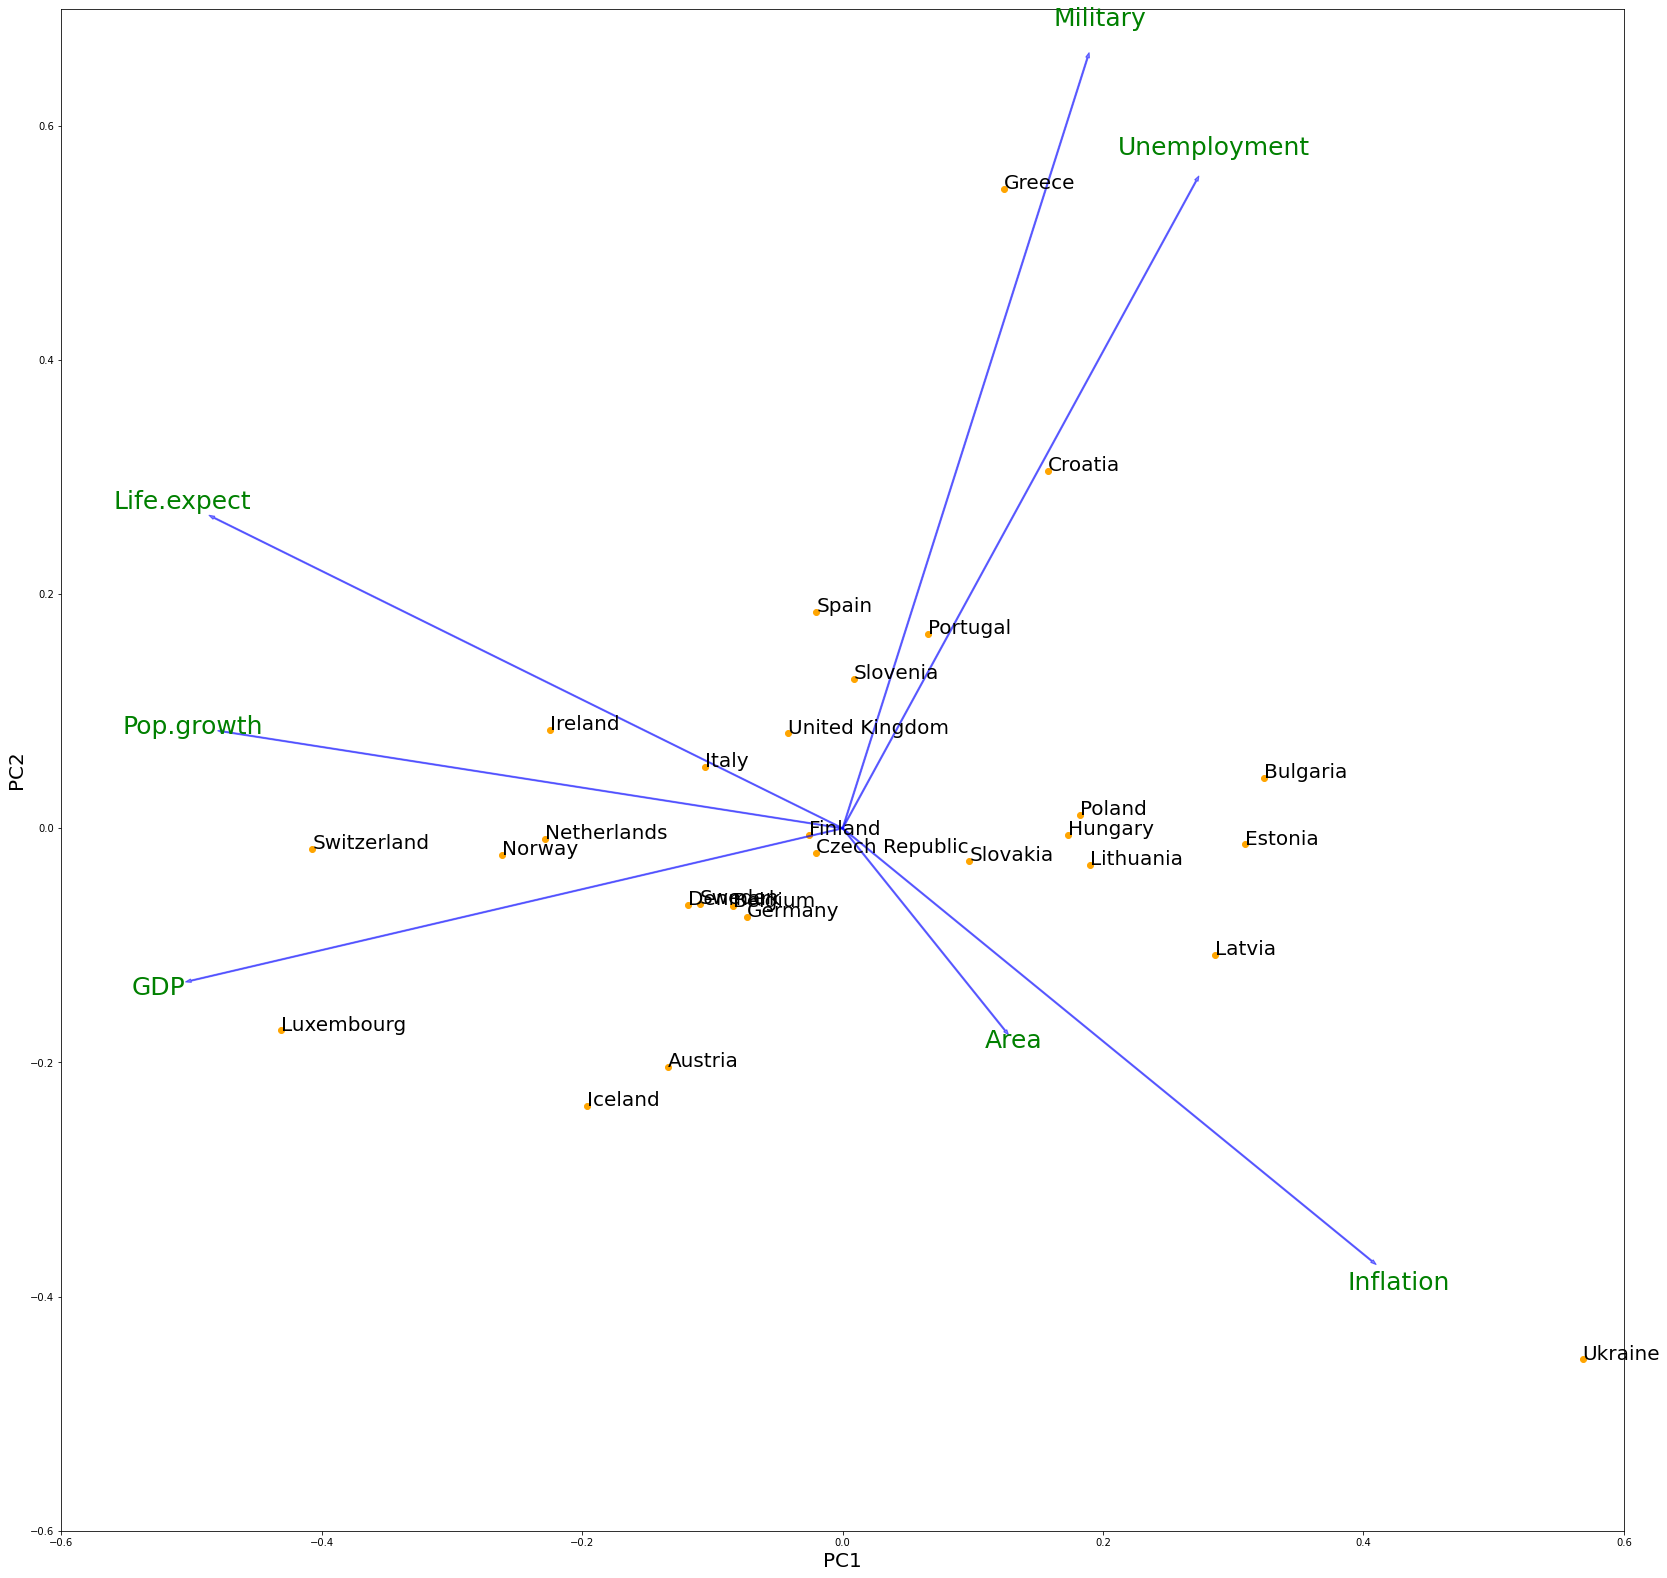 Military
0.6
Unemployment
Greece
Croatia
0.4
Life.expect
0.2
Spain
Portugal
Slovenia
Pop.growth
Ireland
United Kingdom
Italy
PC2
Bulgaria
Poland
0.0
Finland
Hungary
Netherlands
Switzerland
Norway
Czech Republic
Slovakia
Estonia
Lithuania
Denmark
Sweden
Belgium
Germany
Latvia
GDP
Luxembourg
Area
−0.2
Austria
Iceland
Inflation
−0.4
Ukraine
−0.6
−0.6 −0.4 −0.2 0.0 0.2 0.4 0.6
PC1